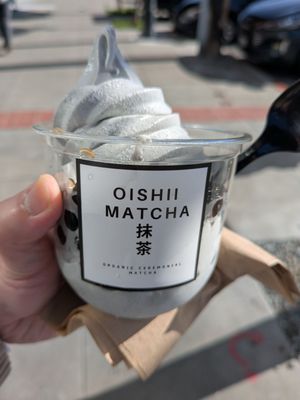 OISHII
MATCHA
抹
茶
ORGANIC CEREMONIAL
MATCHA